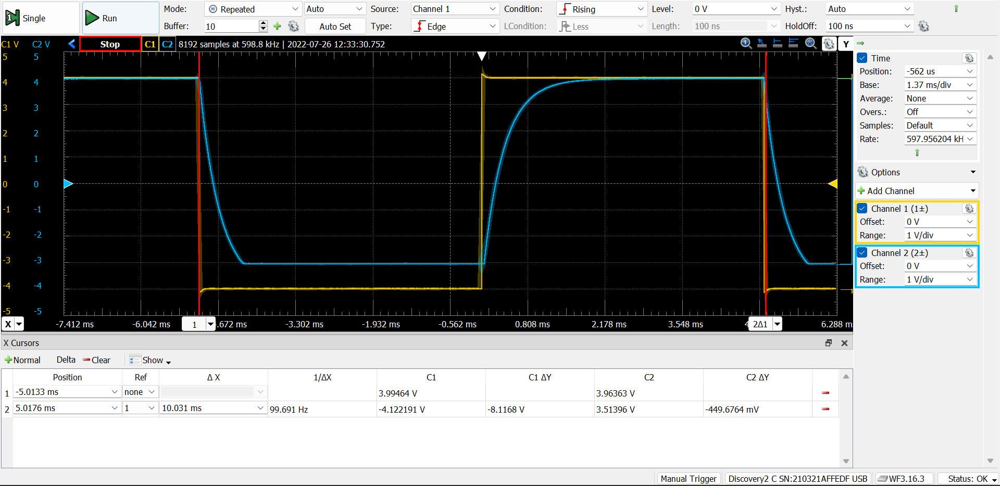 Single Run Mode: Repeated Auto Source: Channel 1 Condition: Rising Level: 0 V Hyst.: Auto
Buffer: 10 Auto Set Type: Edge LCondition: Less Length: 100 ns HoldOff: 100 ns
C1 V C2 V Stop C1 C2 8192 samples at 598.8 kHz | 2022-07-26 12:33:30.752 Y
5 5
4 4
3 3
2 2
1 1
0 0
-1 -1
-2 -2
-3 -3
-4 -4
-5 -5
X -7.412 ms -6.042 ms 1 .672 ms -3.302 ms -1.932 ms -0.562 ms 0.808 ms 2.178 ms 3.548 ms 4 2Δ1 6.288 m
Time
Position: -562 us
Base: 1.37 ms/div
Average: None
Overs.: Off
Samples: Default
Rate: 597.956204 kH
Options
Add Channel
Channel 1 (1±)
Offset: 0 V
Range: 1 V/div
Channel 2 (2±)
Offset: 0 V
Range: 1 V/div
X Cursors
Normal Delta Clear Show
Position Ref Δ X 1/ΔX C1 C1 ΔY C2 C2 ΔY
1 -5.0133 ms none 3.99464 V 3.96363 V
2 5.0176 ms 1 10.031 ms 99.691 Hz -4.122191 V -8.1168 V 3.51396 V -449.6764 mV
Manual Trigger Discovery2 C SN:210321AFFEDF USB WF3.16.3 Status: OK